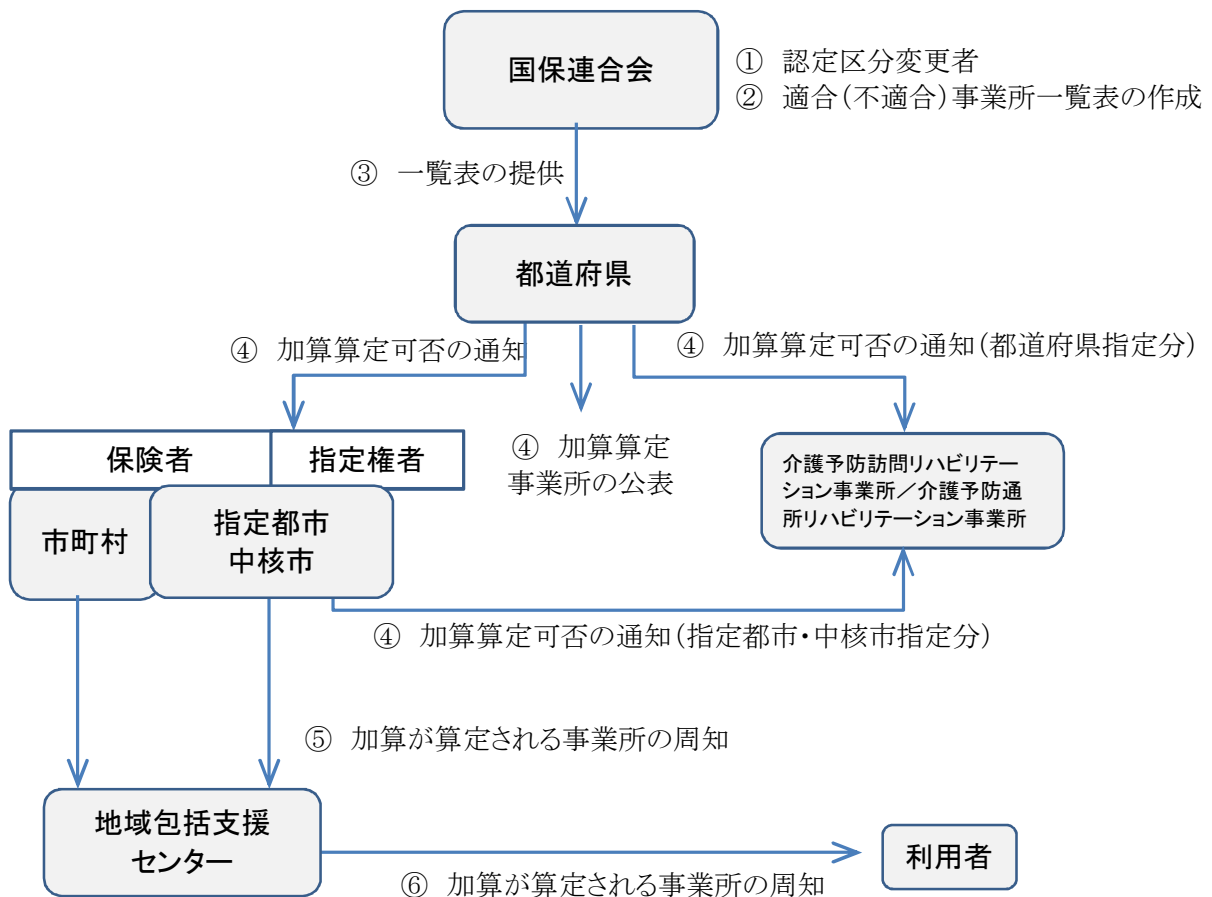 国保連合会
① 認定区分変更者
② 適合(不適合)事業所一覧表の作成
③ 一覧表の提供
都道府県
④ 加算算定可否の通知
④ 加算算定可否の通知(都道府県指定分)
保険者
指定権者
④ 加算算定
事業所の公表
介護予防訪問リハビリテー
ション事業所／介護予防通
所リハビリテーション事業所
市町村
指定都市
中核市
④ 加算算定可否の通知(指定都市・中核市指定分)
⑤ 加算が算定される事業所の周知
地域包括支援
センター
利用者
⑥ 加算が算定される事業所の周知